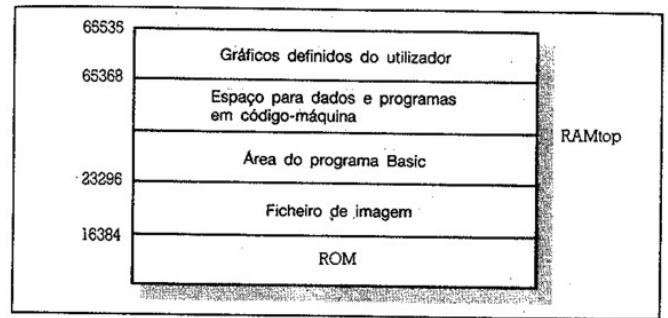 65535
Gráficos definidos do utilizador
65368
Espaço para dados e programas
em código-máquina
RAMtop
Área do programa Basic
23296
Ficheiro de imagem
16384
ROM